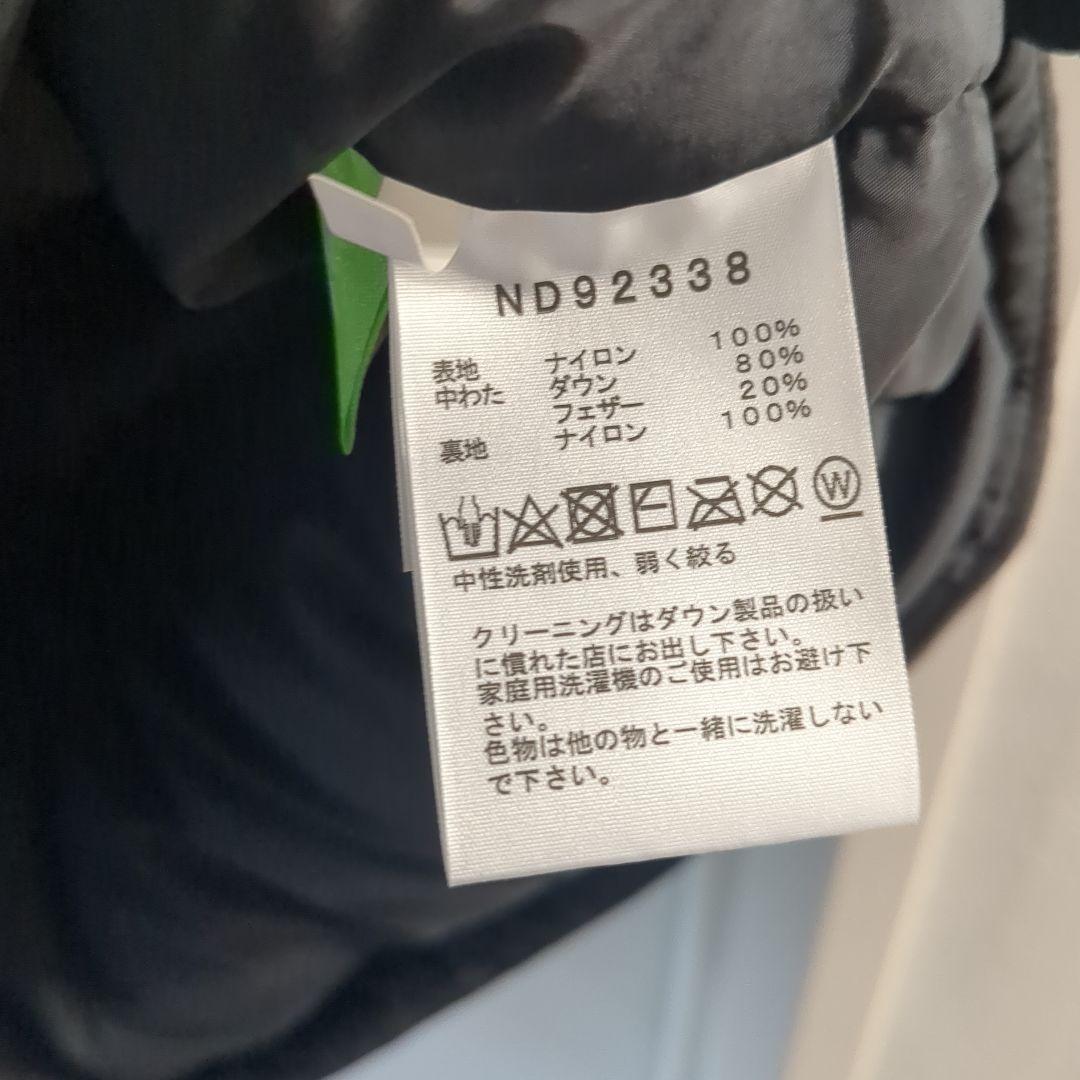 ND92338
表地 ナイロン 100%
中わた ダウン 80%
フェザー 20%
裏地 ナイロン 100%
W
中性洗剤使用、弱く絞る
クリーニングはダウン製品の扱い
に慣れた店にお出し下さい。
家庭用洗濯機のご使用はお避け下
さい。
色物は他の物と一緒に洗濯しない
で下さい。